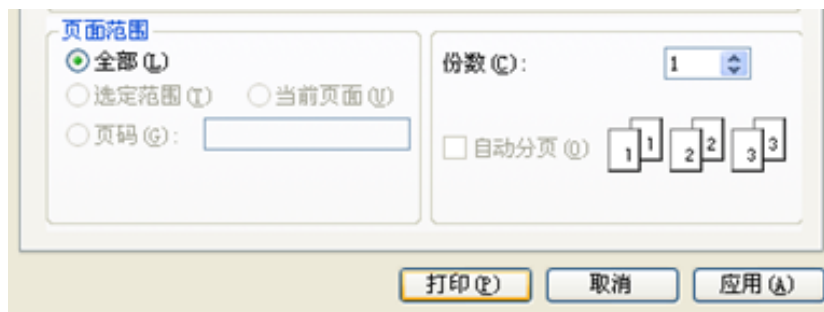 页面范围
全部(L)
选定范围(T) 当前页面(U)
页码(G):
份数(C): 1
自动分页(O) 1 1 2 2 3 3
打印(P) 取消 应用(A)